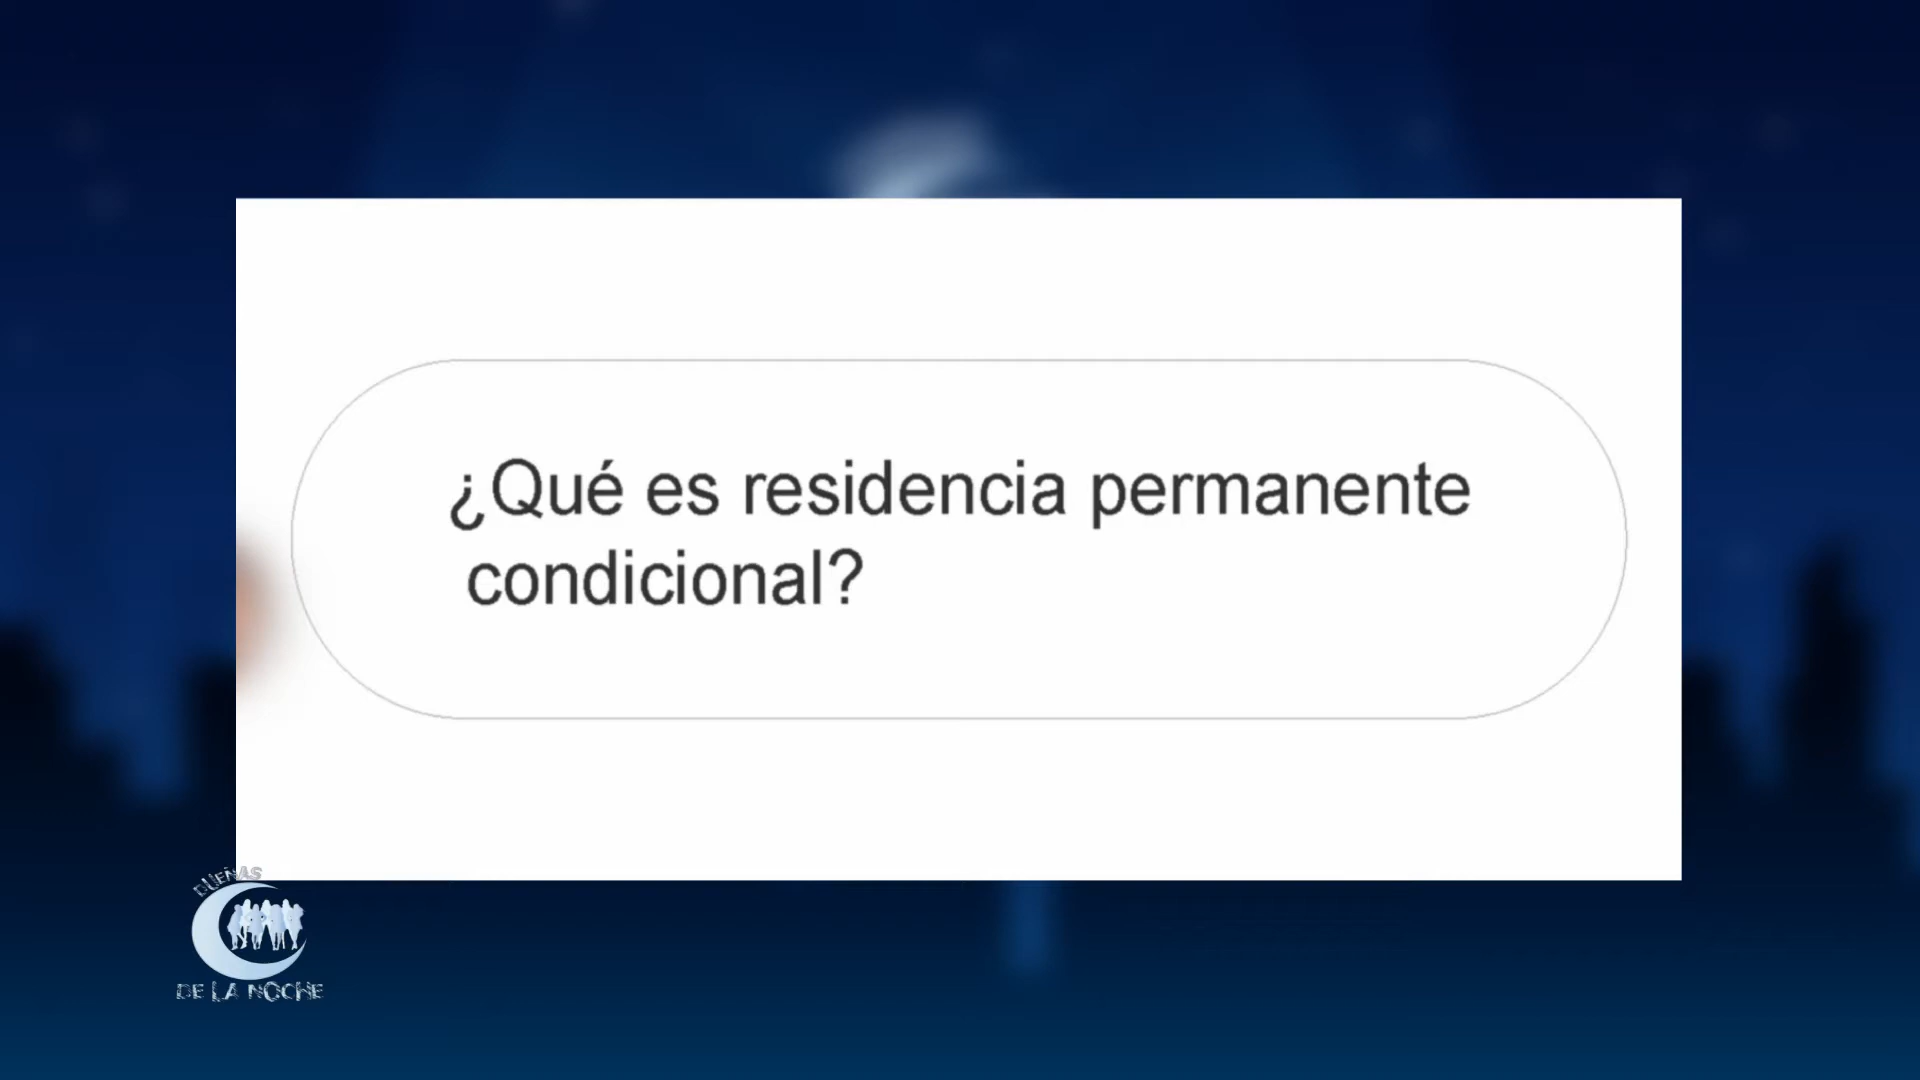 ¿Qué es residencia permanente
condicional?
DUEÑAS
DE LA NOCHE